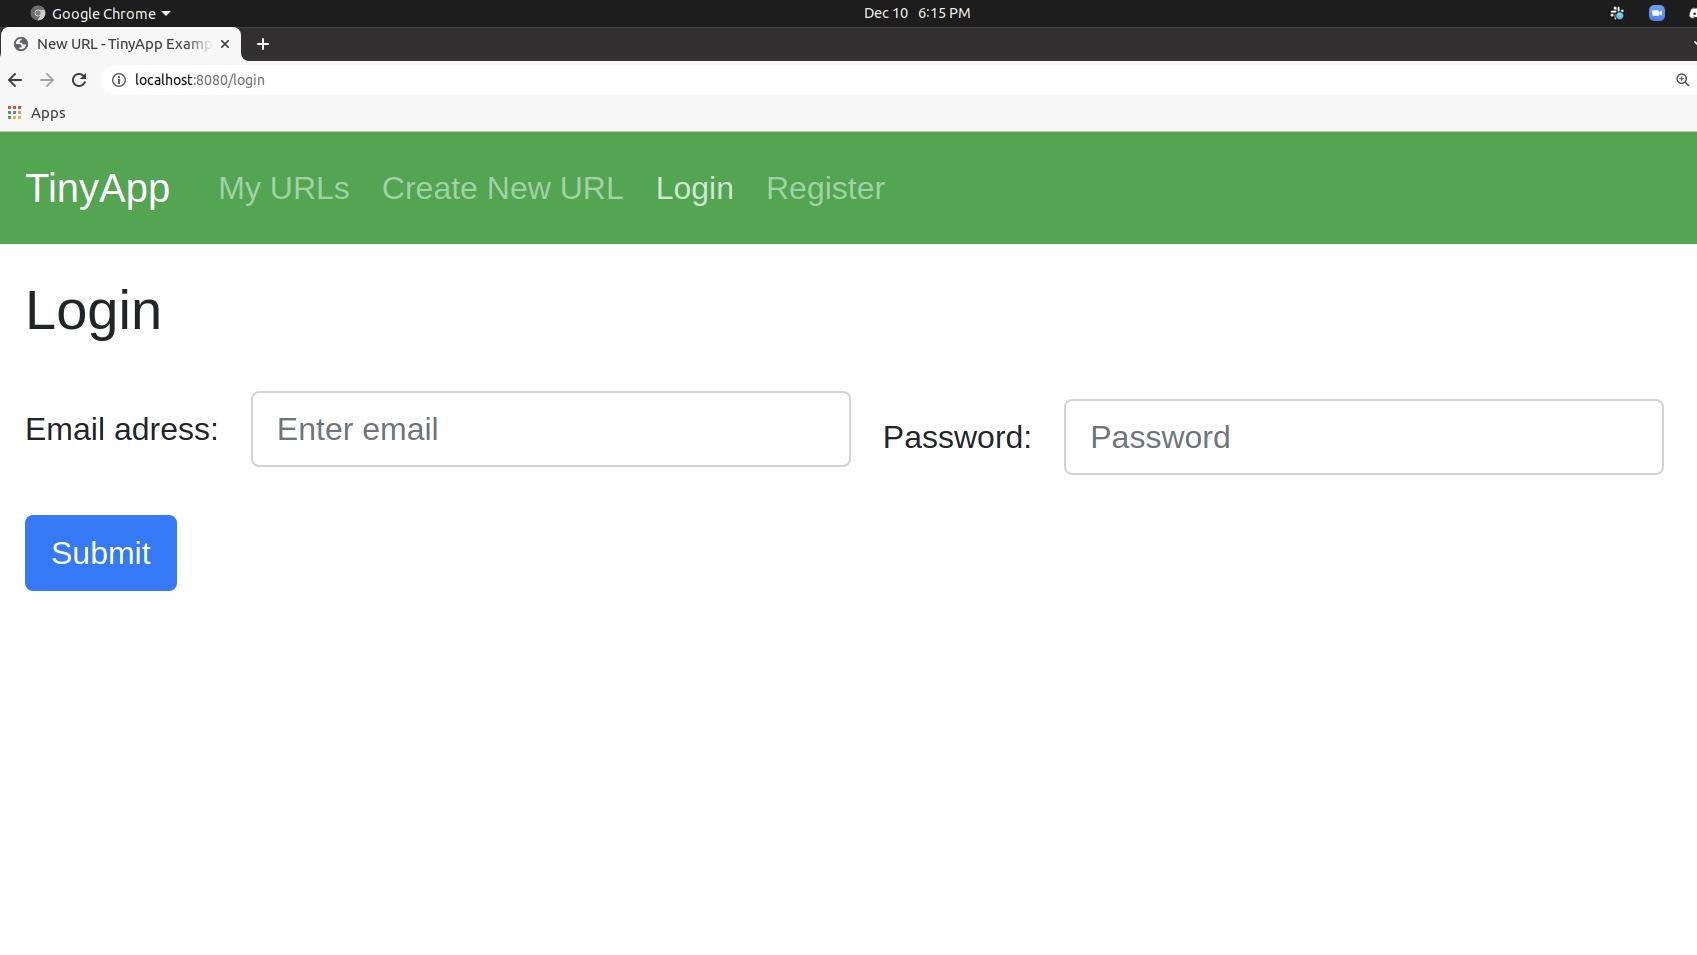 Google Chrome
Dec 10 6:15 PM
New URL - TinyApp Examp
localhost:8080/login
Apps
TinyApp My URLs Create New URL Login Register
Login
Email adress: Enter email Password: Password
Submit